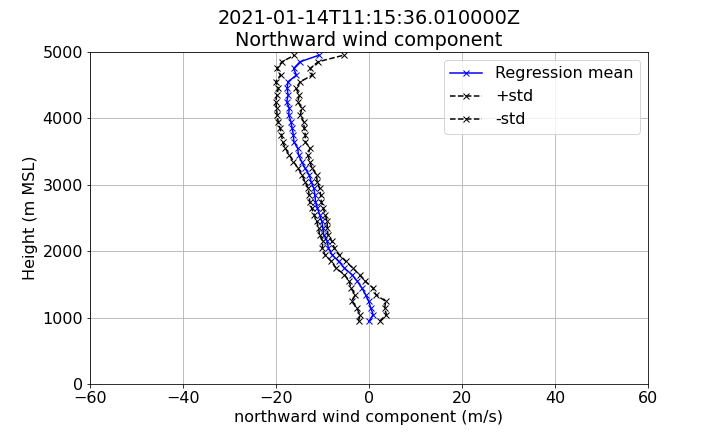 2021-01-14T11:15:36.010000Z
Northward wind component
Regression mean
+std
-std
5000
4000
3000
2000
1000
0
Height (m MSL)
−60
−40
−20
0
20
40
60
northward wind component (m/s)